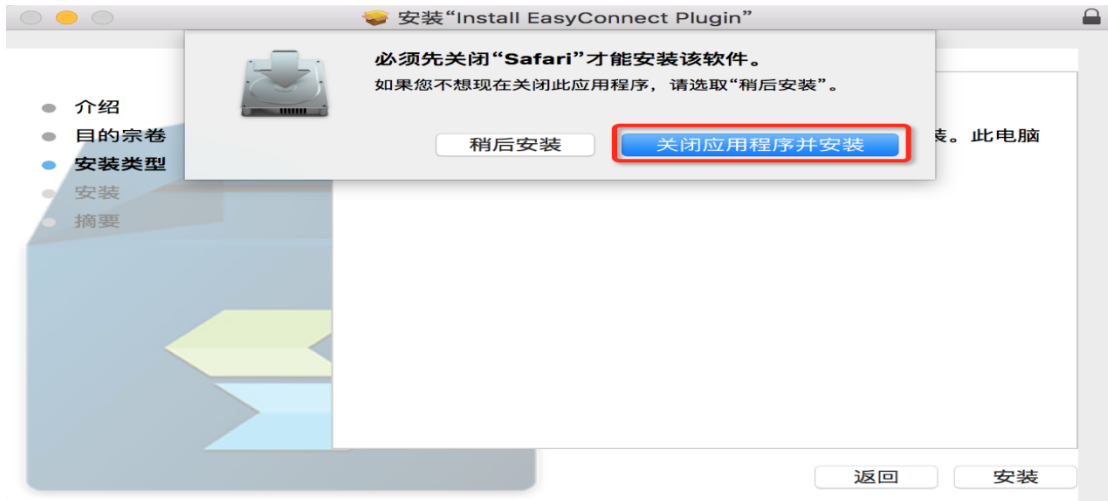 安装“Install EasyConnect Plugin”
必须先关闭“Safari”才能安装该软件。
如果您不想现在关闭此应用程序，请选取“稍后安装”。
稍后安装
关闭应用程序并安装
介绍
目的宗卷
安装类型
安装
摘要
装。此电脑
返回
安装